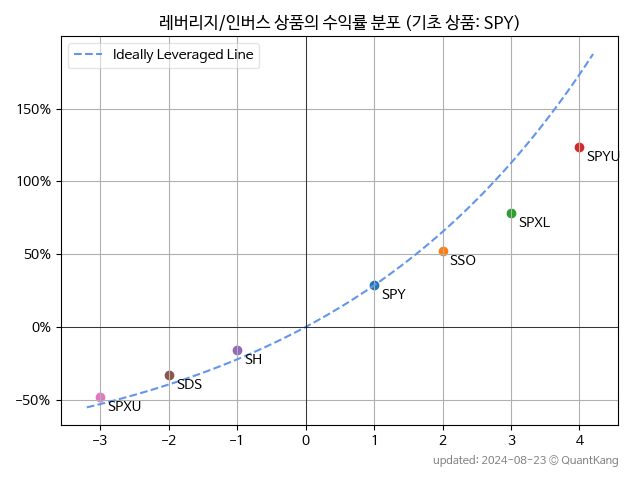 레버리지/인버스 상품의 수익률 분포 (기초 상품: SPY)
Ideally Leveraged Line
150%
100%
50%
0%
−50%
SPYU
SPXL
SSO
SPY
SH
SDS
SPXU
−3 −2 −1 0 1 2 3 4
updated: 2024-08-23 © QuantKang